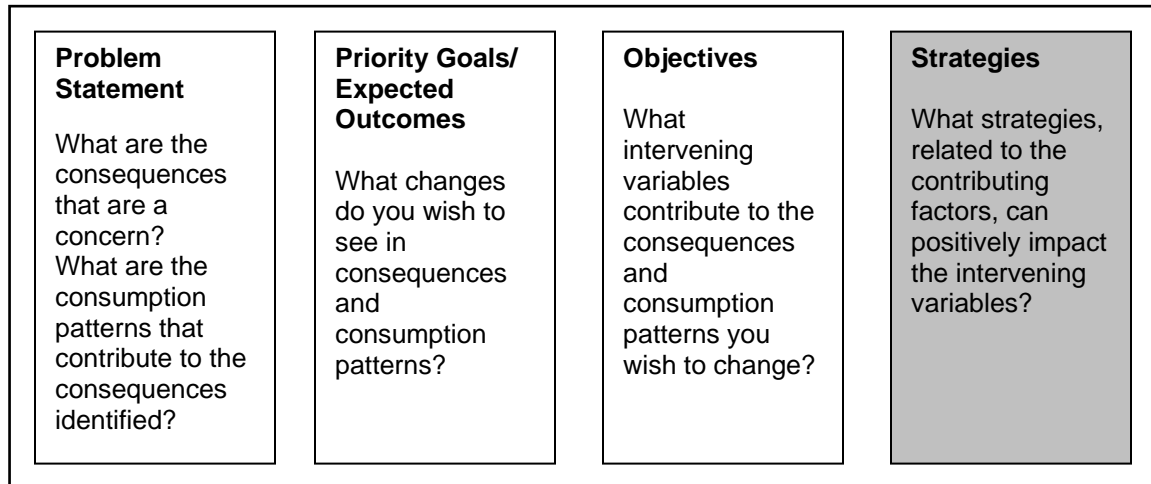 Problem
Statement
What are the
consequences
that are a
concern?
What are the
consumption
patterns that
contribute to the
consequences
identified?
Priority Goals/
Expected
Outcomes
What changes
do you wish to
see in
consequences
and
consumption
patterns?
Objectives
What
intervening
variables
contribute to the
consequences
and
consumption
patterns you
wish to change?
Strategies
What strategies,
related to the
contributing
factors, can
positively impact
the intervening
variables?